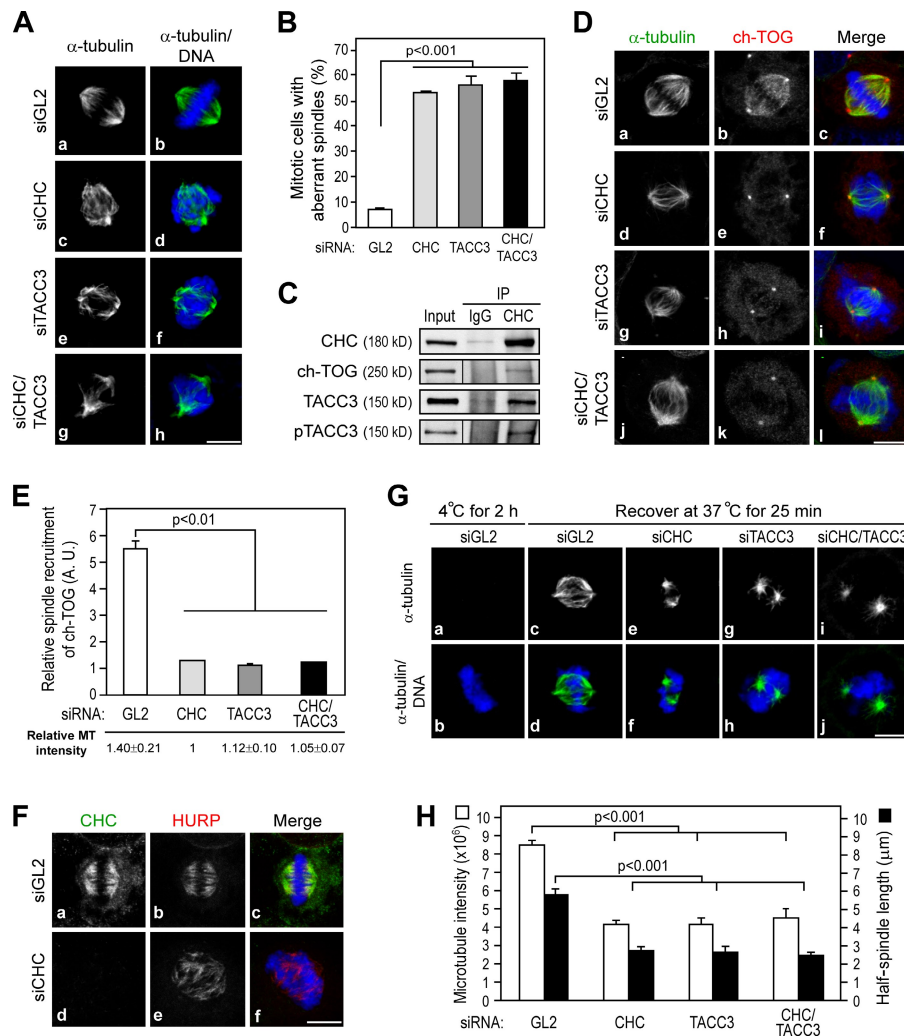 A
α-tubulin
α-tubulin/
DNA
siGL2
a
b
siCHC
c
d
siTACC3
e
f
siCHC/
TACC3
g
h
B
Mitotic cells with
aberrant spindles (%)
p<0.001
70
60
50
40
30
20
10
0
siRNA:
GL2
CHC
TACC3
CHC/
TACC3
C
IP
Input
IgG
CHC
CHC (180 kD)
ch-TOG (250 kD)
TACC3 (150 kD)
pTACC3 (150 kD)
D
α-tubulin
ch-TOG
Merge
siGL2
a
b
c
siCHC
d
e
f
siTACC3
g
h
i
siCHC/
TACC3
j
k
l
E
Relative spindle recruitment
of ch-TOG (A. U.)
p<0.01
7
6
5
4
3
2
1
0
siRNA:
GL2
CHC
TACC3
CHC/
TACC3
Relative MT
intensity
1.40±0.21
1
1.12±0.10
1.05±0.07
F
CHC
HURP
Merge
siGL2
a
b
c
siCHC
d
e
f
G
4°C for 2 h
Recover at 37 °C for 25 min
siGL2
siGL2
siCHC
siTACC3
siCHC/TACC3
α-tubulin
a
c
e
g
i
α-tubulin/
DNA
b
d
f
h
j
H
Microtubule intensity (x10⁶)
10
9
8
7
6
5
4
3
2
1
0
p<0.001
p<0.001
10
9
8
7
6
5
4
3
2
1
0
Half-spindle length (μm)
siRNA:
GL2
CHC
TACC3
CHC/
TACC3